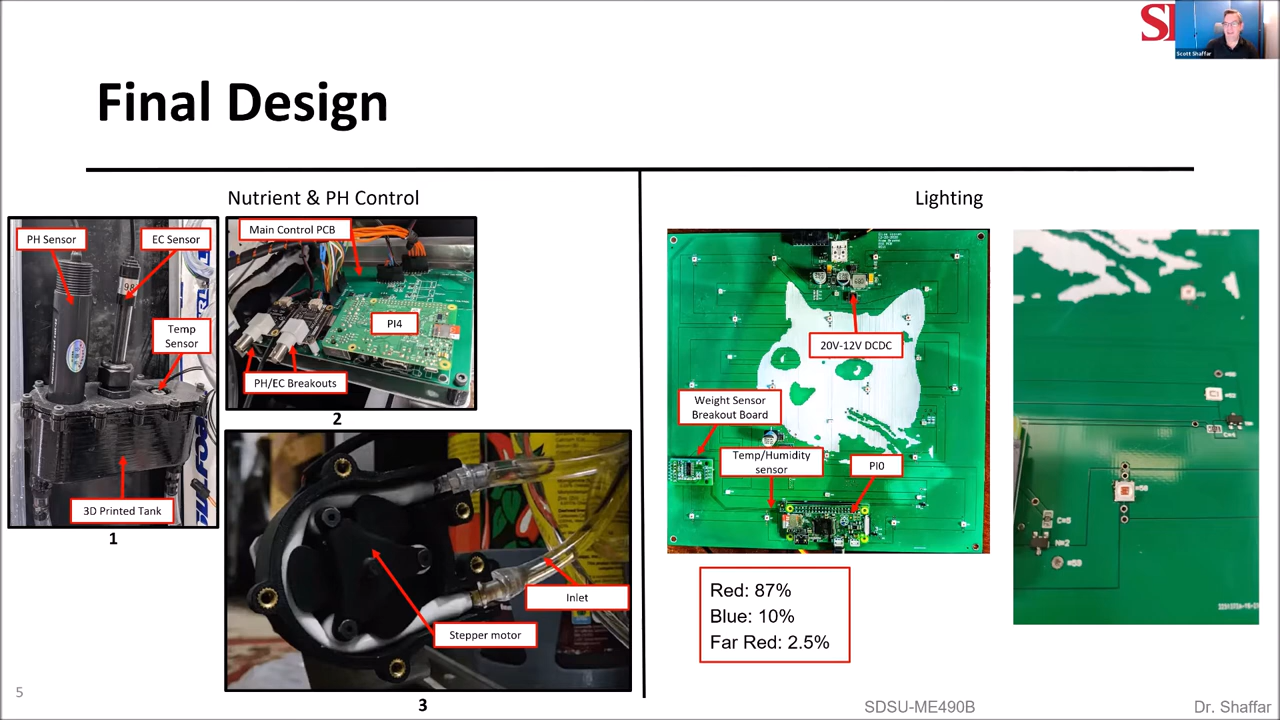 SD
Scott Shaffar
Final Design
Nutrient & PH Control
Lighting
PH Sensor
EC Sensor
Temp
Sensor
3D Printed Tank
1
Main Control PCB
PI4
PH/EC Breakouts
2
Inlet
Stepper motor
3
20V-12V DCDC
Weight Sensor
Breakout Board
Temp/Humidity
sensor
PI0
Red: 87%
Blue: 10%
Far Red: 2.5%
5
SDSU-ME490B
Dr. Shaffar